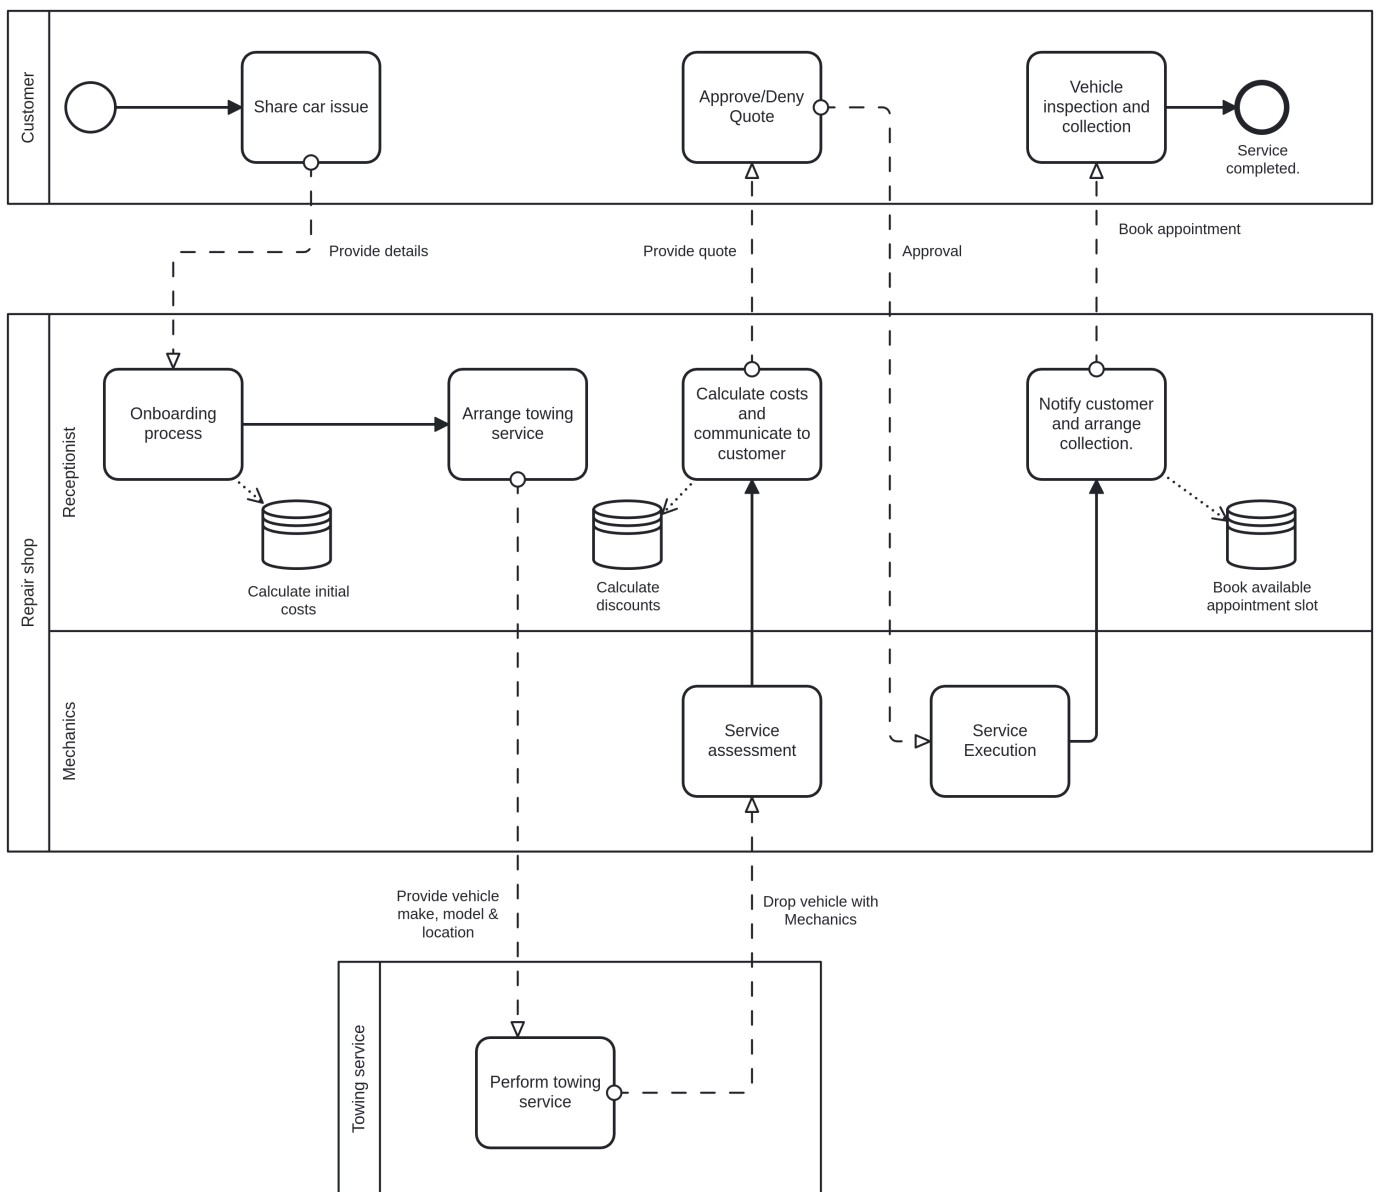 Customer
Share car issue
Approve/Deny
Quote
Vehicle
inspection and
collection
Service
completed.
Provide details
Provide quote
Approval
Book appointment
Repair shop
Receptionist
Onboarding
process
Arrange towing
service
Calculate costs
and
communicate to
customer
Notify customer
and arrange
collection.
Calculate initial
costs
Calculate
discounts
Book available
appointment slot
Mechanics
Service
assessment
Service
Execution
Provide vehicle
make, model &
location
Drop vehicle with
Mechanics
Towing service
Perform towing
service